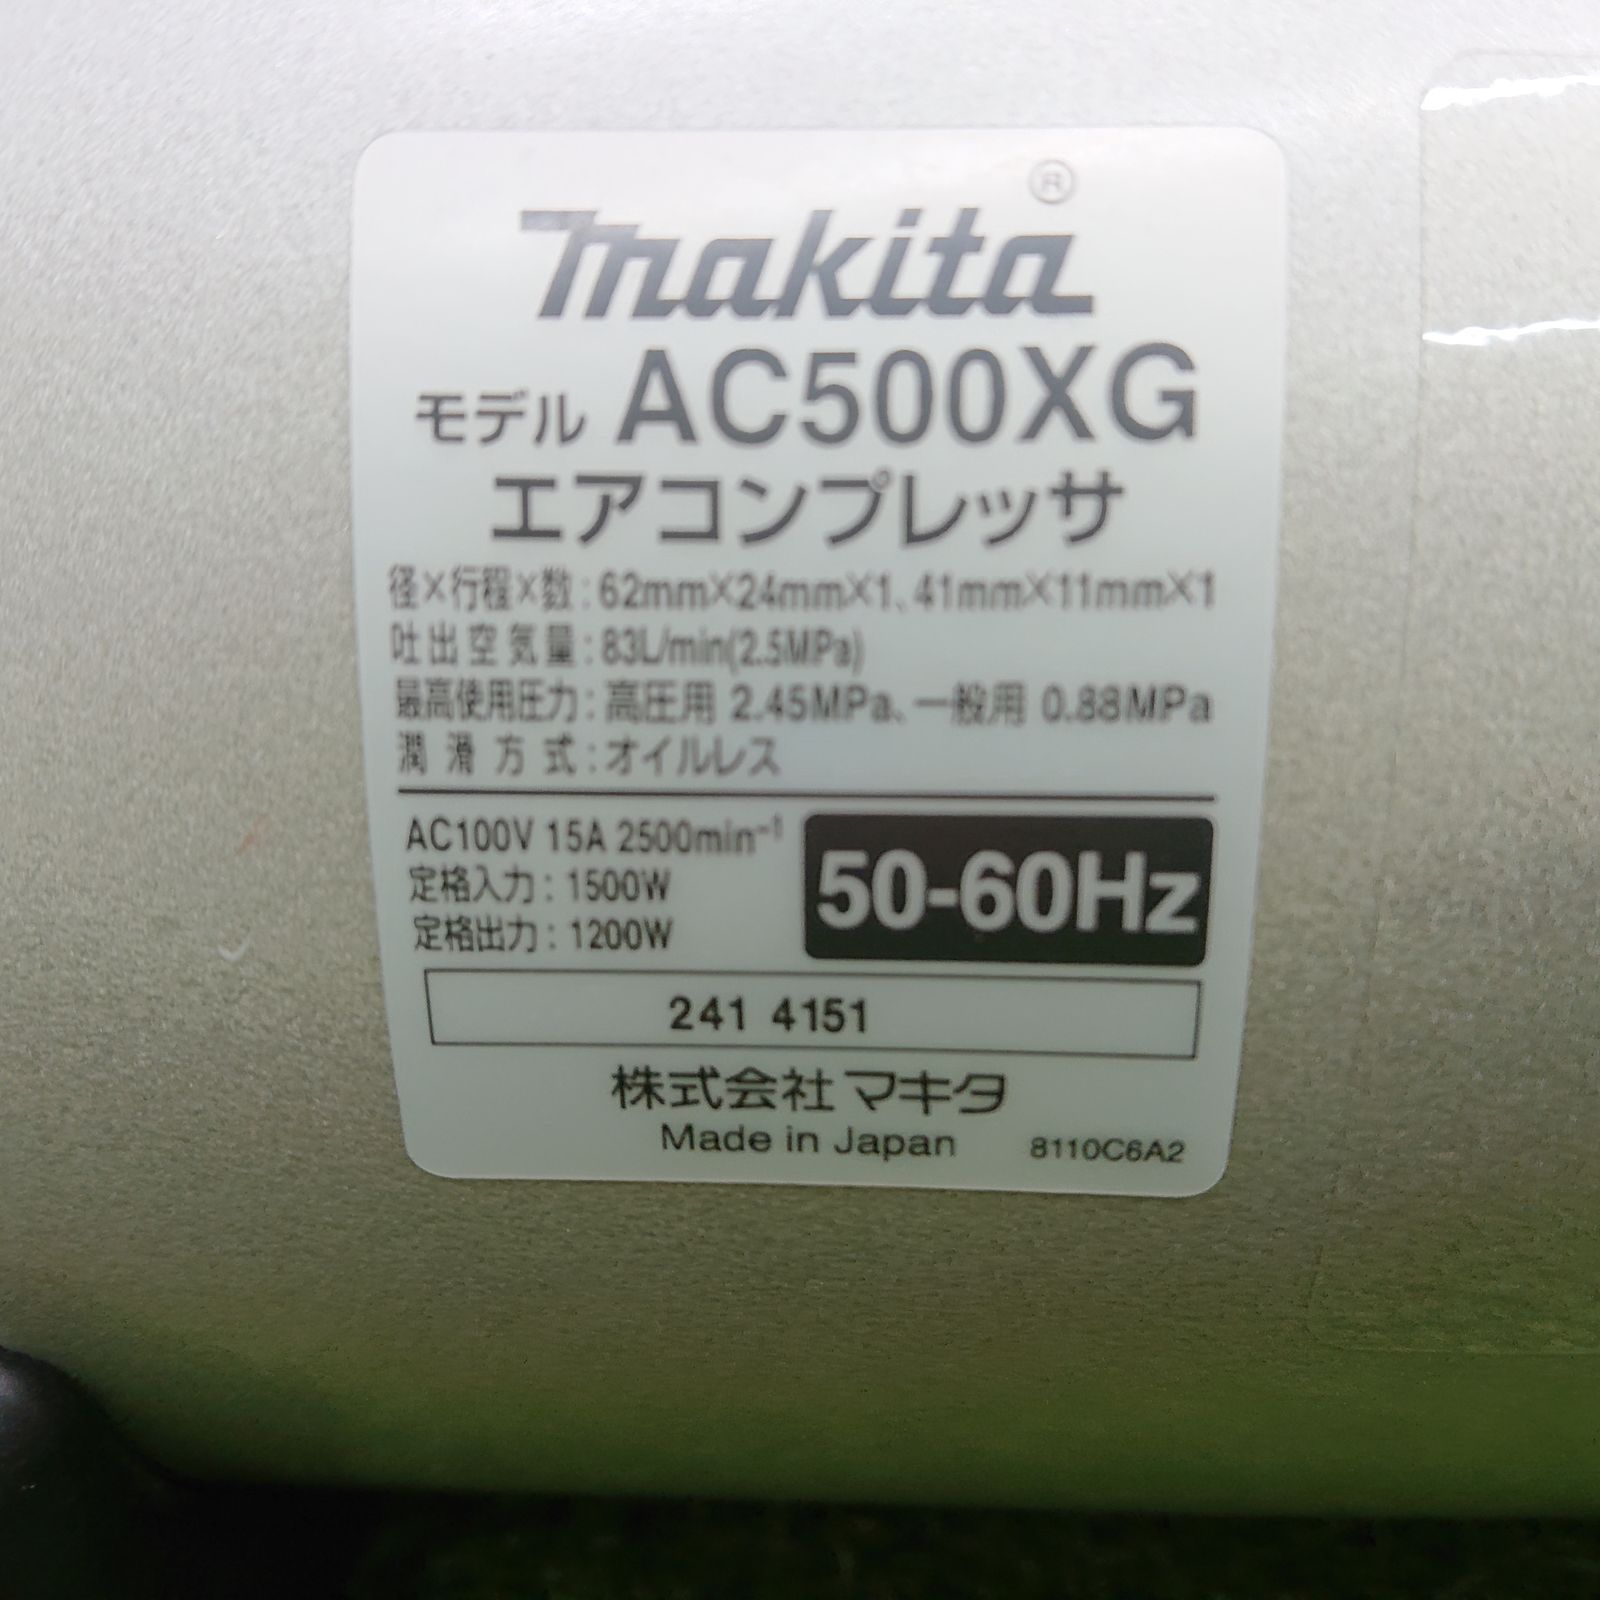 makita®
モデル AC500XG
エアコンプレッサ
径×行程×数:62mm×24mm×1、41mm×11mm×1
吐出空気量:83L/min(2.5MPa)
最高使用圧力:高圧用 2.45MPa、一般用 0.88MPa
潤滑方式:オイルレス
AC100V 15A 2500min⁻¹
定格入力:1500W
定格出力:1200W
50-60Hz
241 4151
株式会社マキタ
Made in Japan 8110C6A2